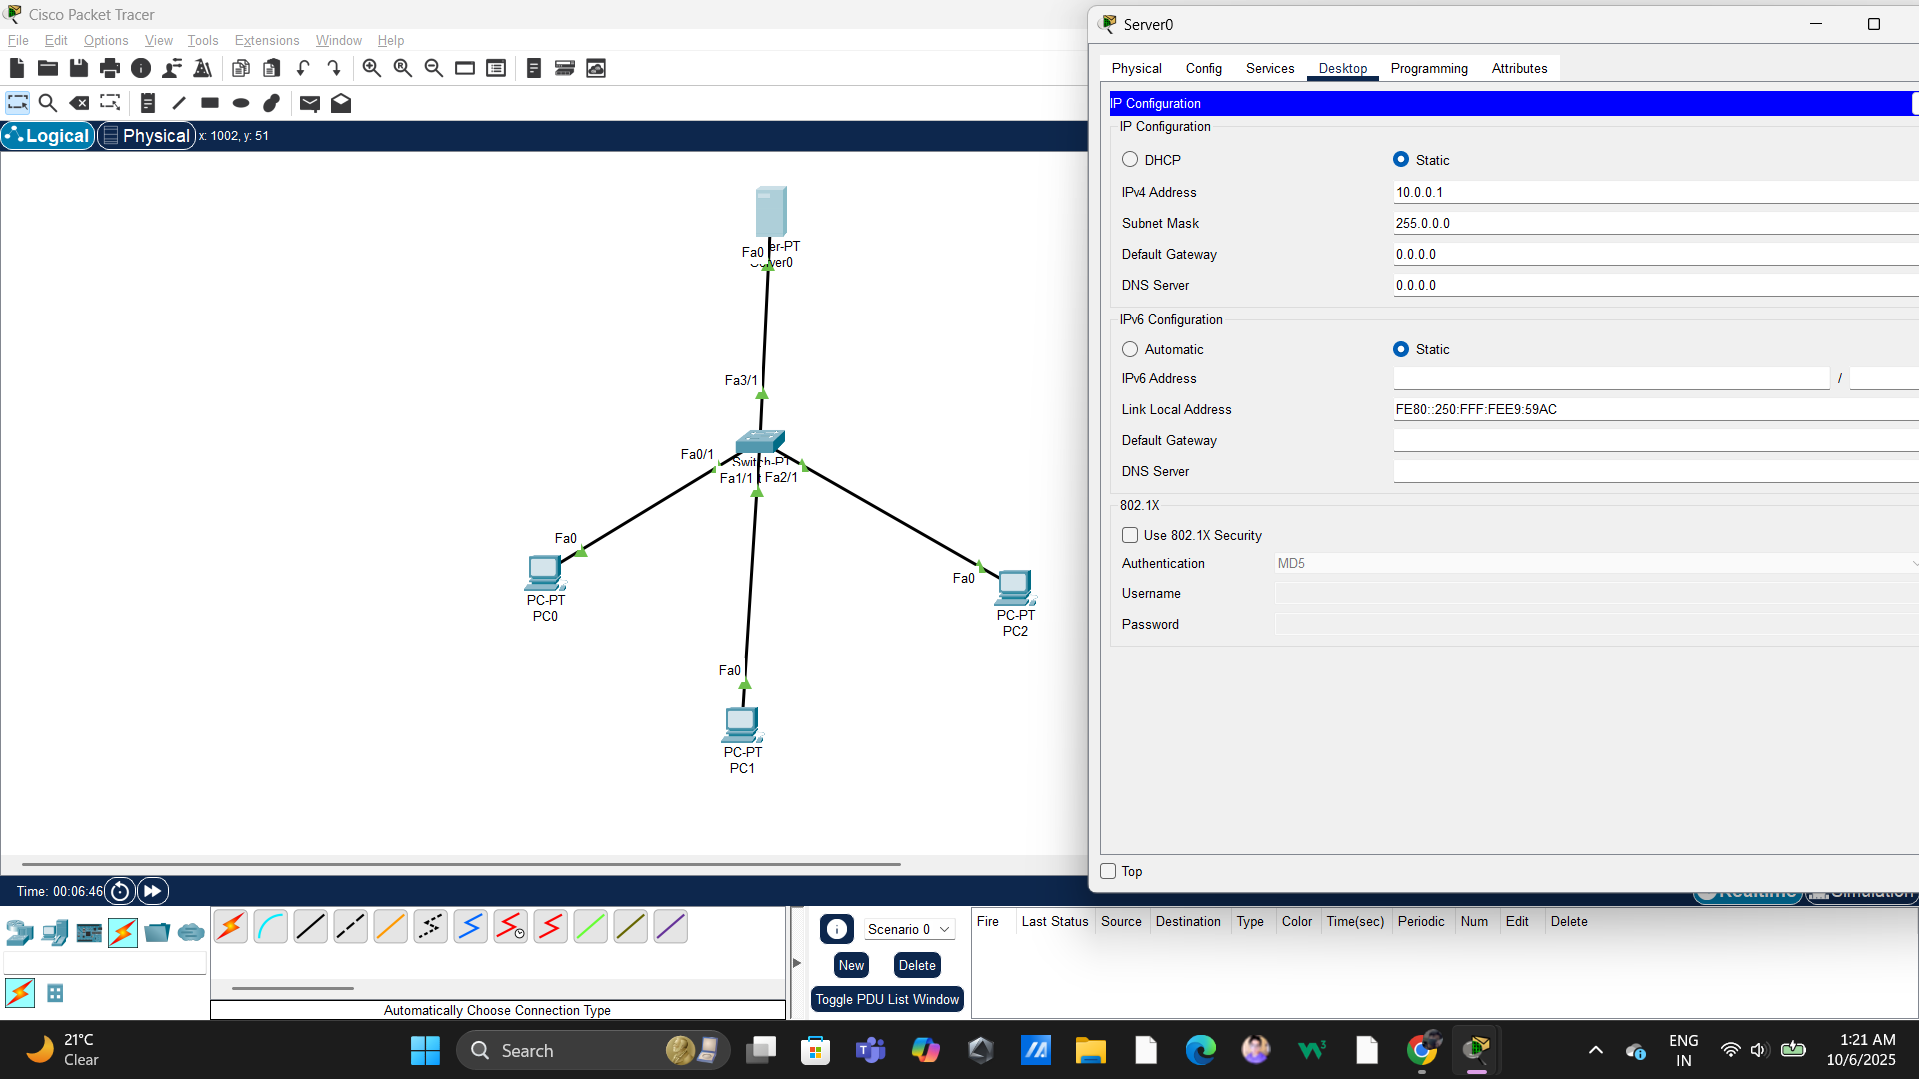 Cisco Packet Tracer
File Edit Options View Tools Extensions Window Help
Logical Physical x: 1002, y: 51
er-PT
Fa0
Fa3/1
Fa0/1
Switch-PT
Fa1/1 Fa2/1
Fa0
PC-PT
PC0
Fa0
PC-PT
PC2
Fa0
PC-PT
PC1
Server0
Physical Config Services Desktop Programming Attributes
IP Configuration
IP Configuration
DHCP Static
IPv4 Address 10.0.0.1
Subnet Mask 255.0.0.0
Default Gateway 0.0.0.0
DNS Server 0.0.0.0
IPv6 Configuration
Automatic Static
IPv6 Address /
Link Local Address FE80::250:FFF:FEE9:59AC
Default Gateway
DNS Server
802.1X
Use 802.1X Security
Authentication MD5
Username
Password
Top
Time: 00:06:46
Realtime Simulation
Automatically Choose Connection Type
Scenario 0
New Delete
Toggle PDU List Window
Fire Last Status Source Destination Type Color Time(sec) Periodic Num Edit Delete
21°C
Clear
Search
ENG
IN
1:21 AM
10/6/2025